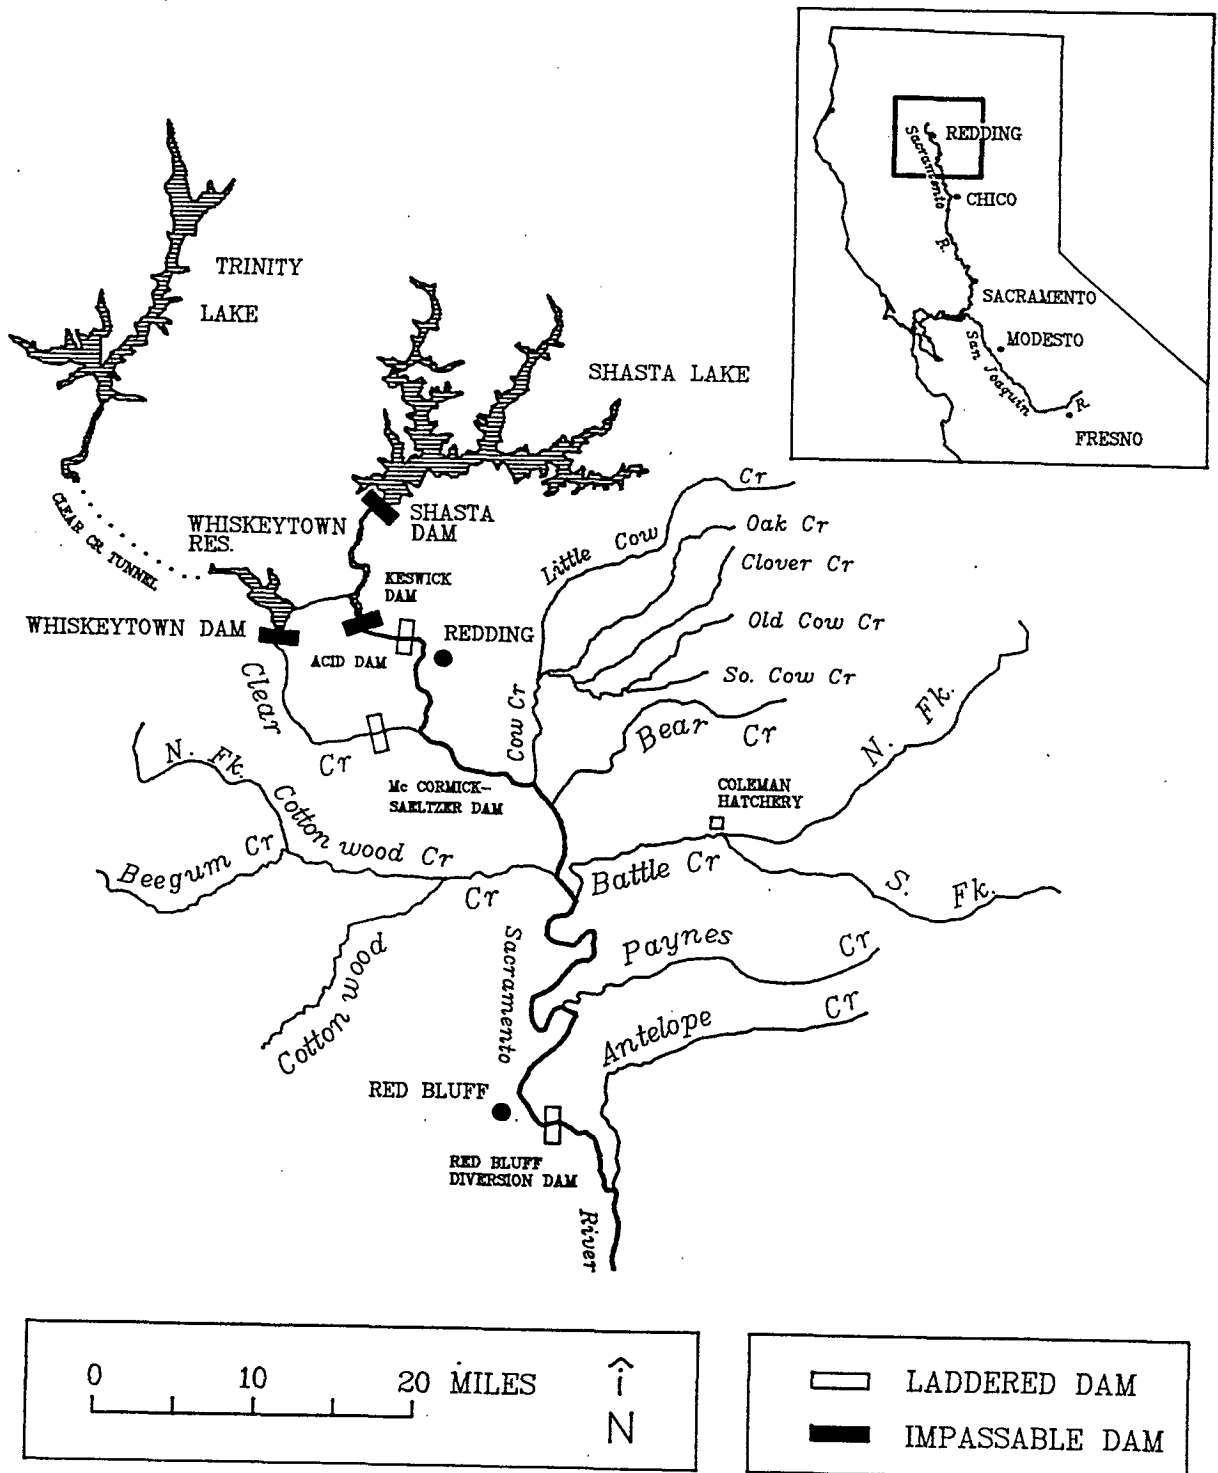 TRINITY
LAKE
SHASTA LAKE
REDDING
Sacramento
CHICO
R.
SACRAMENTO
MODESTO
San Joaquin
R.
FRESNO
CLEAR CR. TUNNEL
WHISKEYTOWN
RES.
SHASTA
DAM
KESWICK
DAM
WHISKEYTOWN DAM
ACID DAM
REDDING
Little Cow
Cr
Oak Cr
Clover Cr
Old Cow Cr
So. Cow Cr
Cow Cr
Bear
Cr
Clear
Cr
Mc CORMICK-
SAELTZER DAM
N. Fk.
Cotton wood Cr
Beegum Cr
Cr
Cotton wood
COLEMAN
HATCHERY
N. Fk.
Battle Cr
S. Fk.
Paynes
Cr
Antelope
Cr
Sacramento
RED BLUFF
RED BLUFF
DIVERSION DAM
River
0 10 20 MILES
N
LADDERED DAM
IMPASSABLE DAM